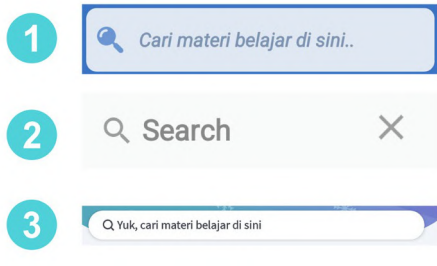 1
Cari materi belajar di sini..
2
Search
3
Yuk, cari materi belajar di sini